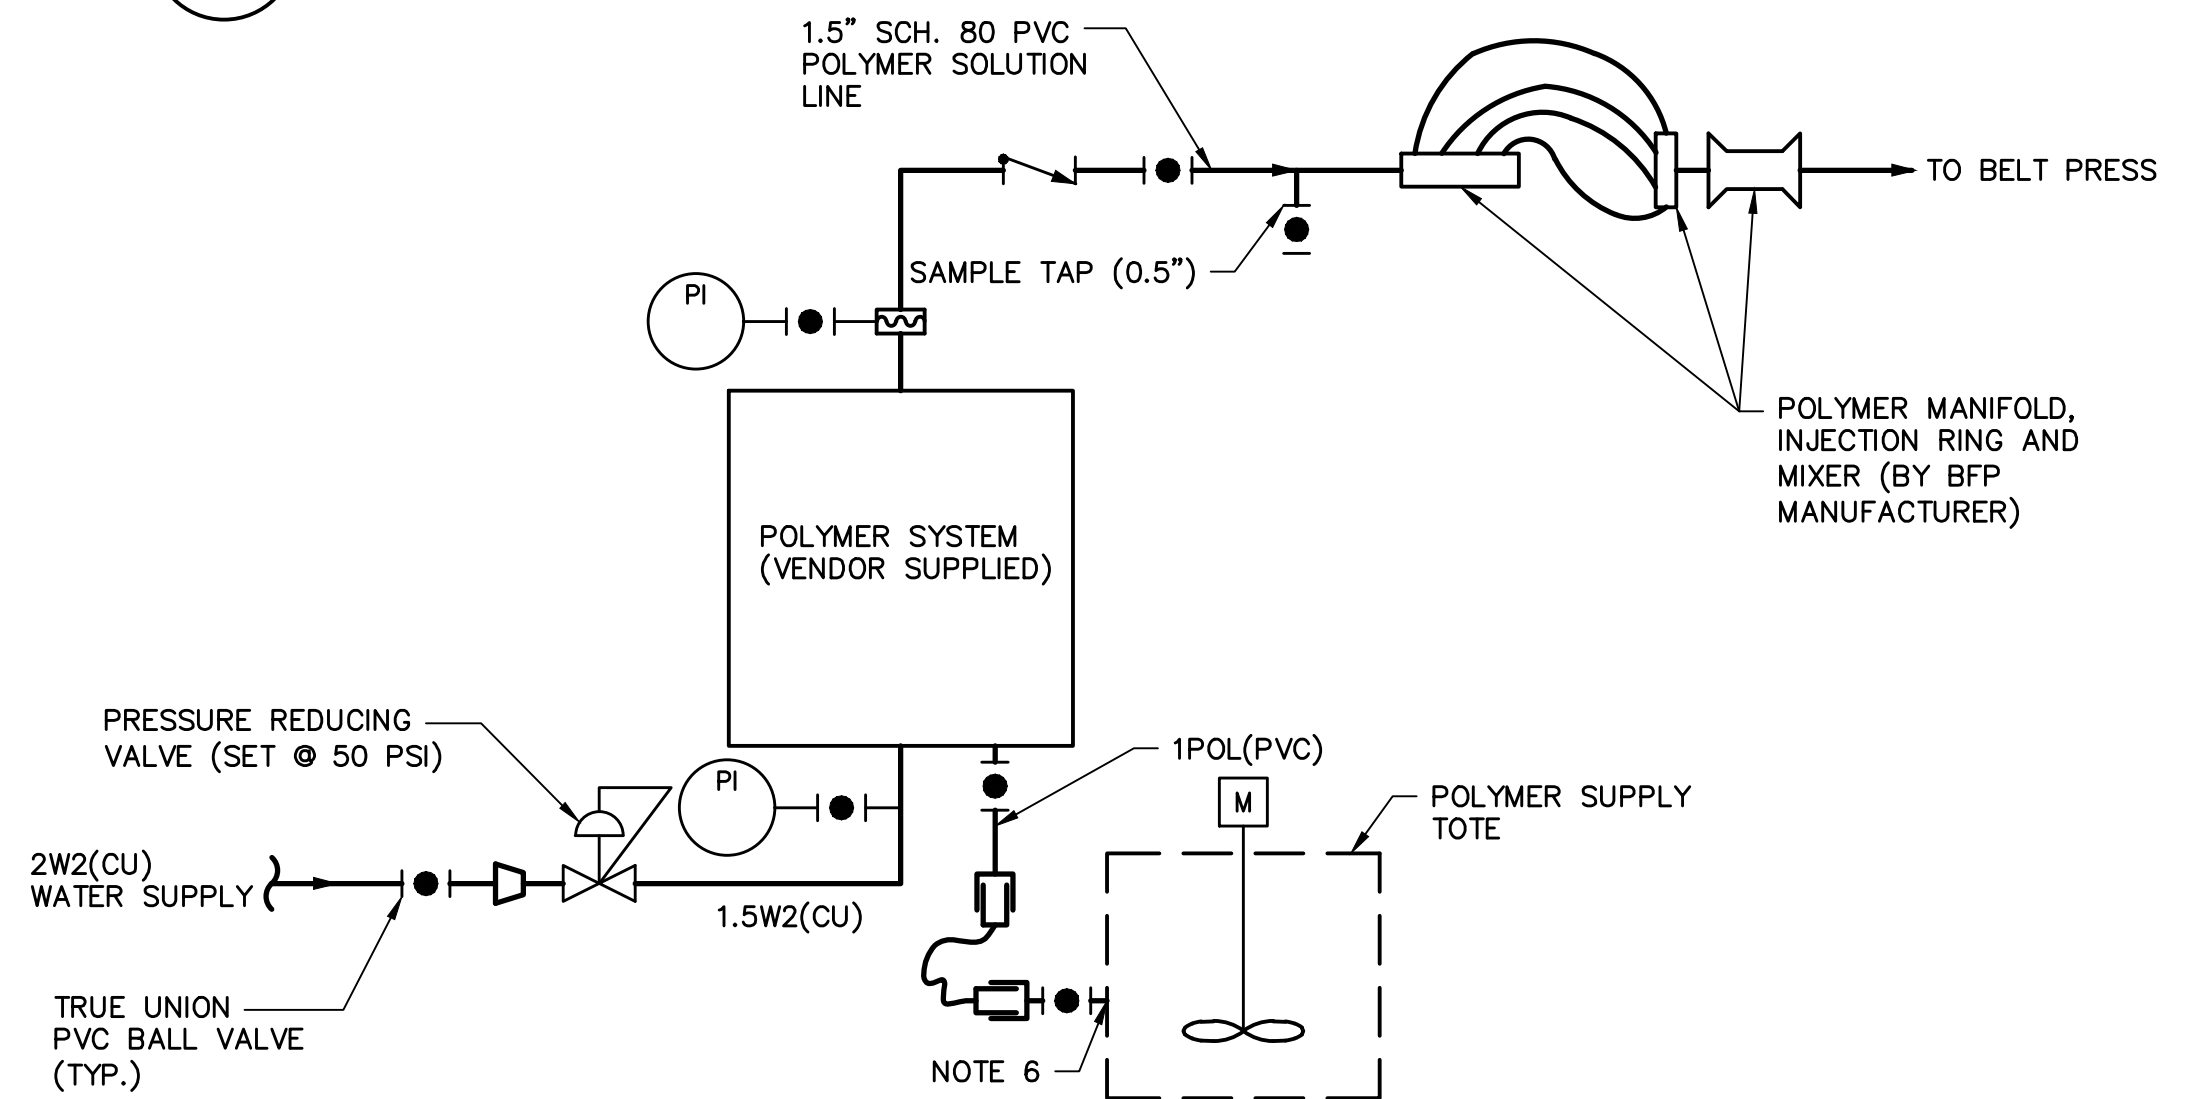 1.5” SCH. 80 PVC
POLYMER SOLUTION
LINE
TO BELT PRESS
SAMPLE TAP (0.5”)
PI
POLYMER MANIFOLD,
INJECTION RING AND
MIXER (BY BFP
MANUFACTURER)
POLYMER SYSTEM
(VENDOR SUPPLIED)
PRESSURE REDUCING
VALVE (SET @ 50 PSI)
PI
1POL(PVC)
M
POLYMER SUPPLY
TOTE
2W2(CU)
WATER SUPPLY
1.5W2(CU)
TRUE UNION
PVC BALL VALVE
(TYP.)
NOTE 6